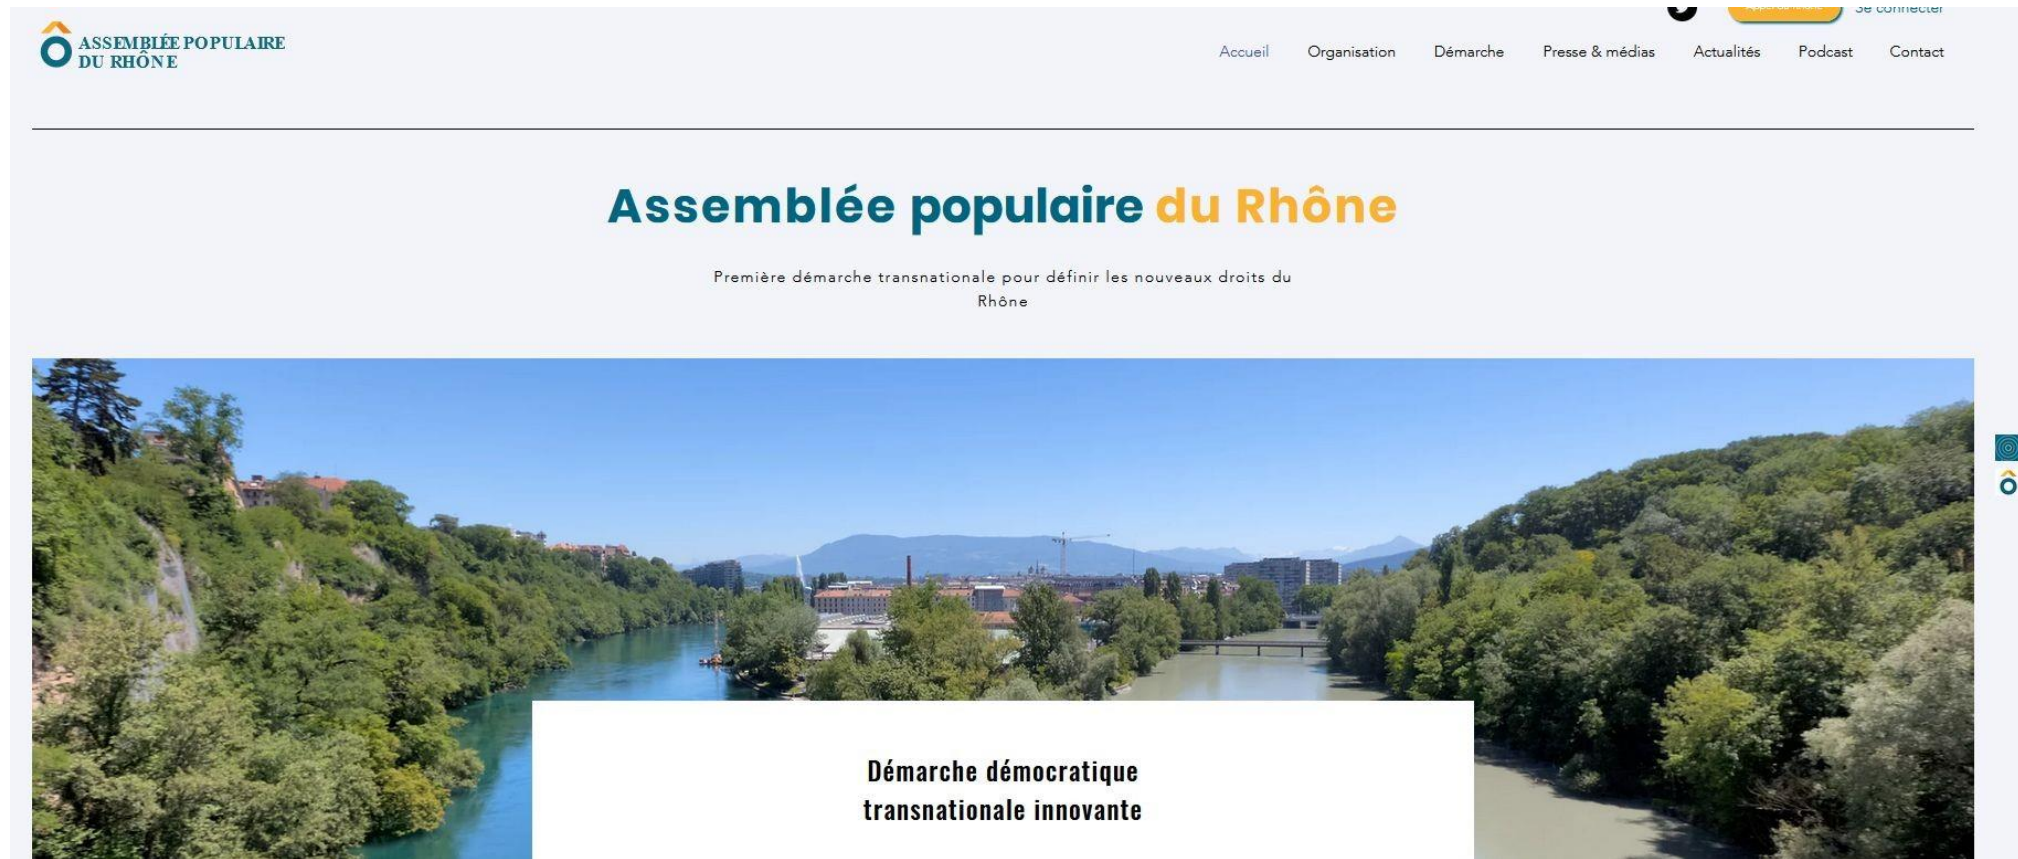 ASSEMBLÉE POPULAIRE
DU RHÔNE
Se connecter
Accueil
Organisation
Démarche
Presse & médias
Actualités
Podcast
Contact
Assemblée populaire du Rhône
Première démarche transnationale pour définir les nouveaux droits du
Rhône
Démarche démocratique
transnationale innovante